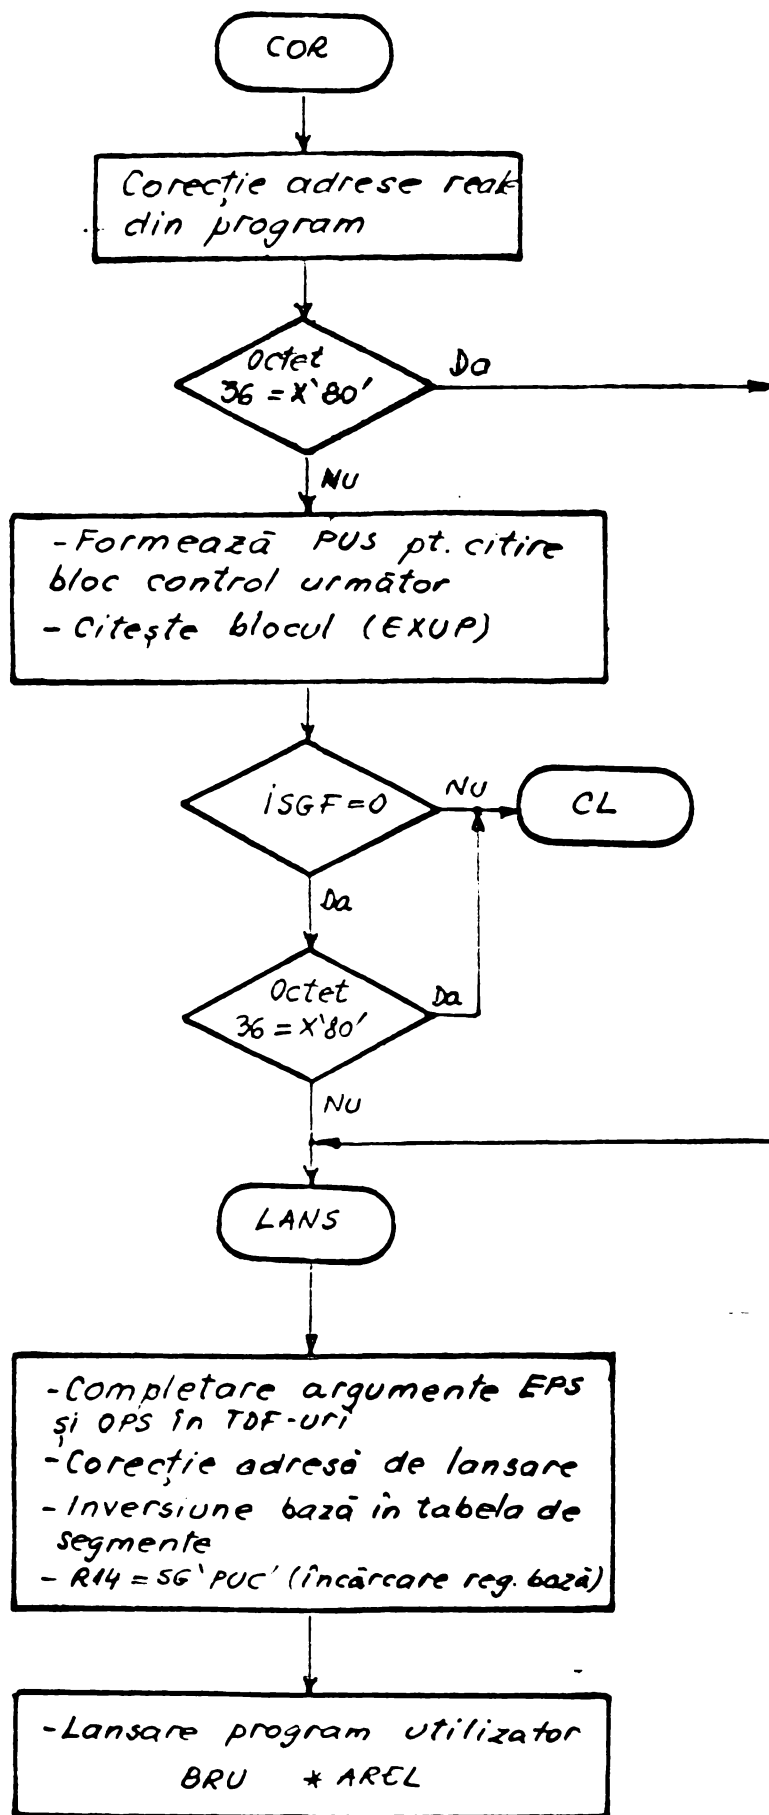 COR
Corecție adrese reale
din program
Octet
36 = X'80'
Da
NU
- Formează PUS pt. citire
bloc control următor
- Citește blocul (EXUP)
iSGF = 0
NU
CL
Da
Octet
36 = X'80'
Da
NU
LANS
- Completare argumente EPS
și OPS în TDF-uri
- Corecție adresă de lansare
- Inversiune bază în tabela de
segmente
- R14 = SG'PUC' (încărcare reg. bază)
- Lansare program utilizator
BRU * AREL